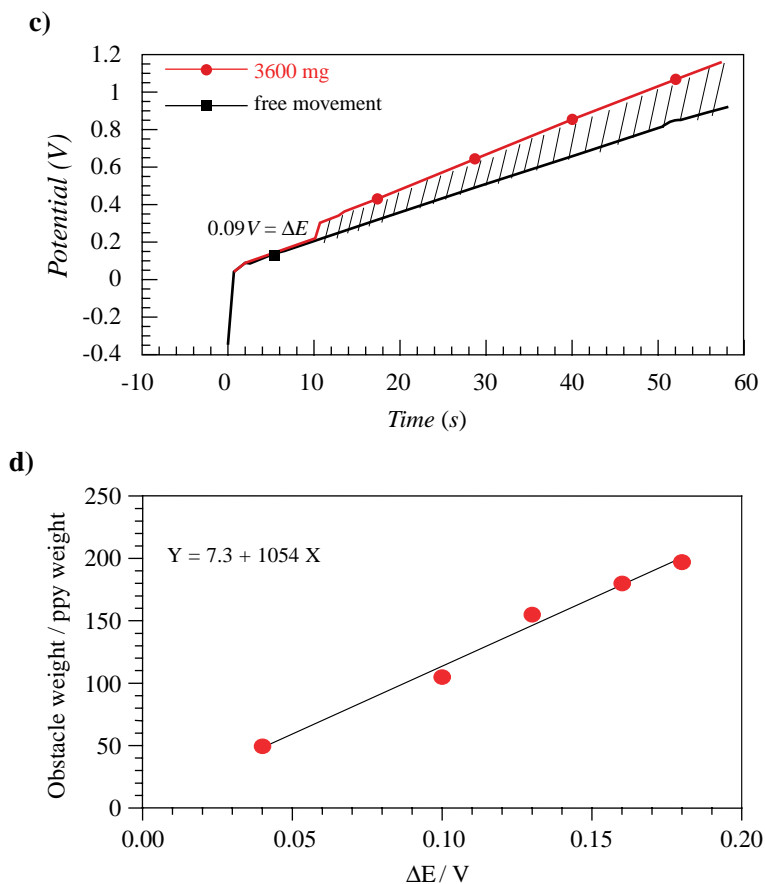 c)
1.2
1
0.8
0.6
0.4
0.2
0
-0.2
-0.4
Potential (V)
3600 mg
free movement
0.09V = ΔE
-10 0 10 20 30 40 50 60
Time (s)
d)
250
200
150
100
50
0
Obstacle weight / ppy weight
Y = 7.3 + 1054 X
0.00 0.05 0.10 0.15 0.20
ΔE / V